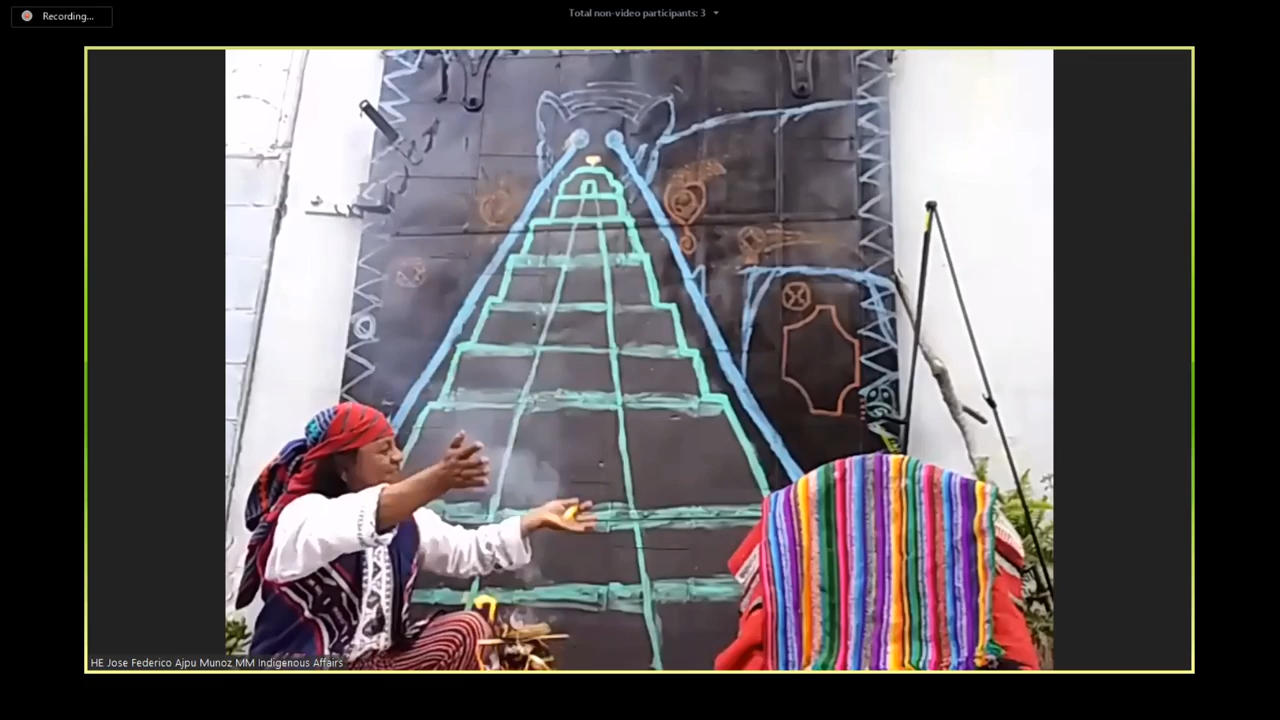 Recording...
Total non-video participants: 3
HE Jose Federico Ajpu Munoz MM Indigenous Affairs